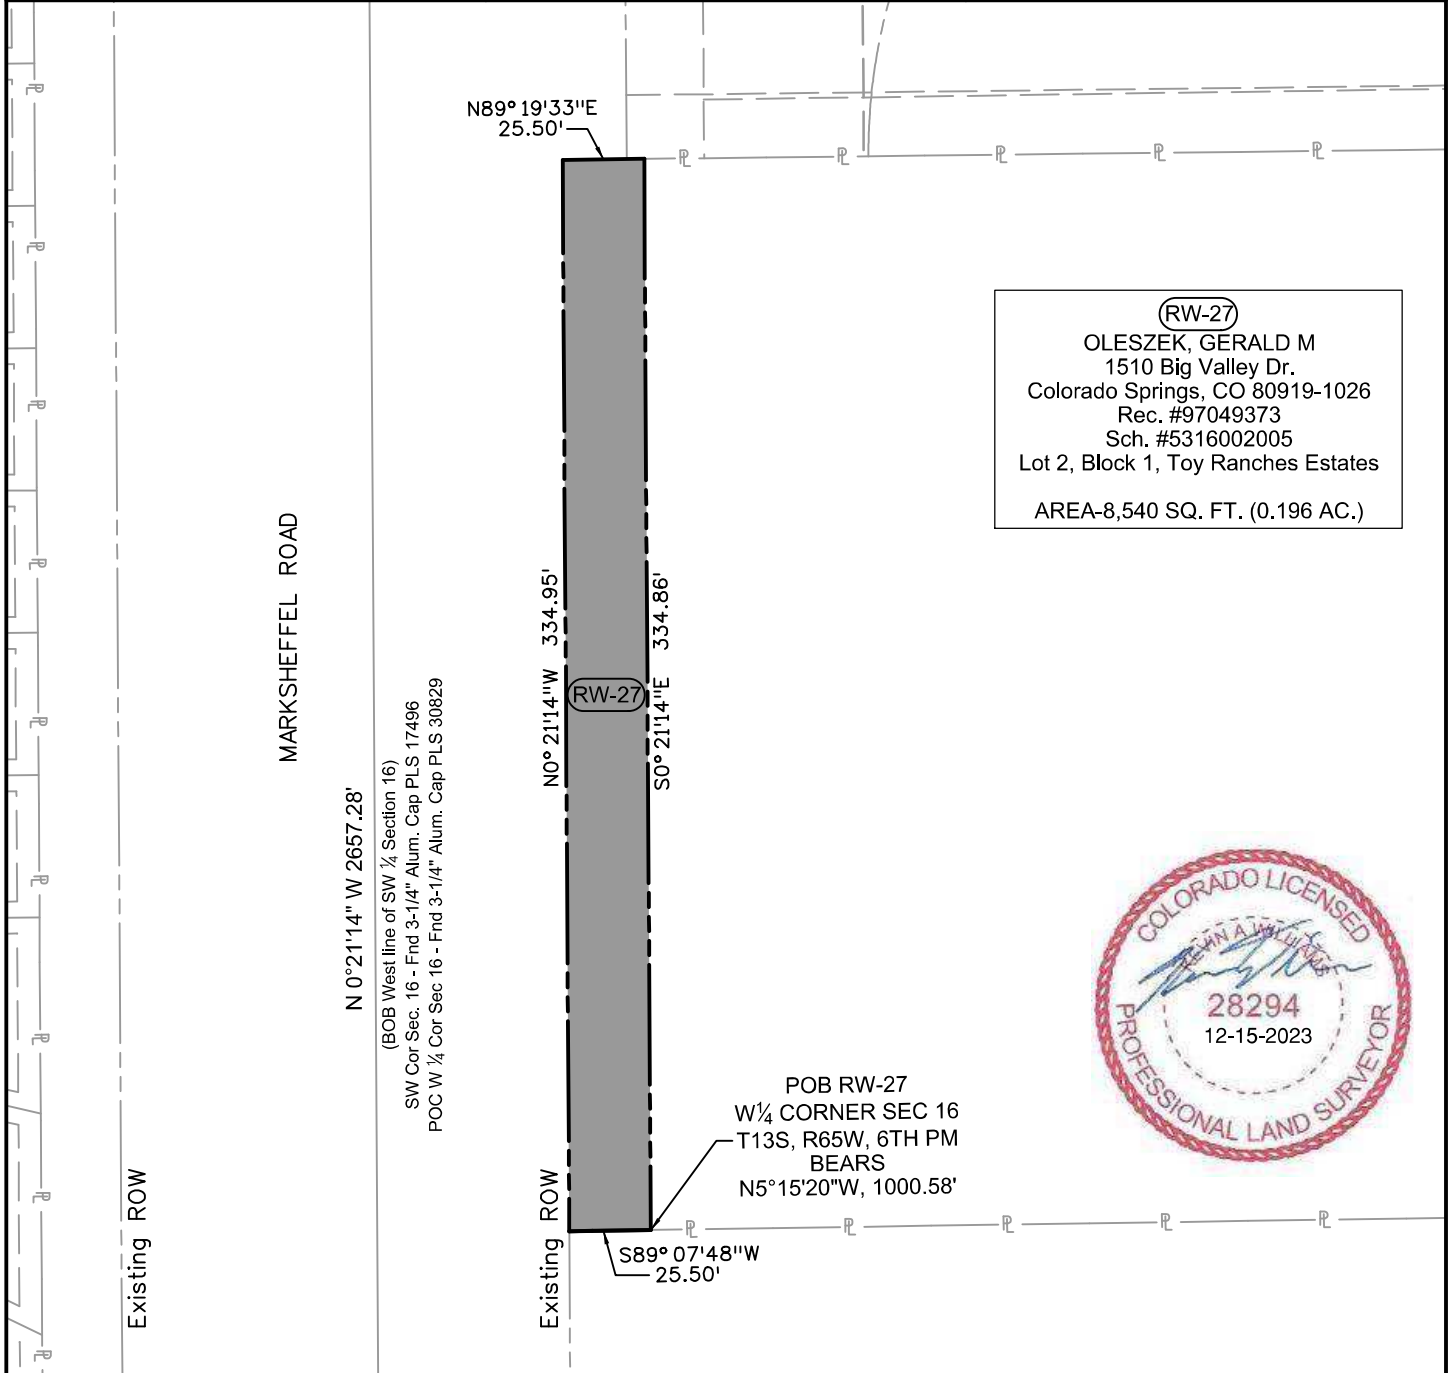 N89°19'33"E
25.50'
RW-27
OLESZEK, GERALD M
1510 Big Valley Dr.
Colorado Springs, CO 80919-1026
Rec. #97049373
Sch. #5316002005
Lot 2, Block 1, Toy Ranches Estates
AREA-8,540 SQ. FT. (0.196 AC.)
MARKSHEFFEL ROAD
N 0°21'14" W 2657.28'
(BOB West line of SW ¼ Section 16)
SW Cor Sec. 16 - Fnd 3-1/4" Alum. Cap PLS 17496
POC W ¼ Cor Sec 16 - Fnd 3-1/4" Alum. Cap PLS 30829
N0°21'14"W 334.95'
RW-27
S0°21'14"E 334.86'
COLORADO LICENSED
KEVIN A. WILLIAMS
28294
12-15-2023
PROFESSIONAL LAND SURVEYOR
POB RW-27
W¼ CORNER SEC 16
T13S, R65W, 6TH PM
BEARS
N5°15'20"W, 1000.58'
Existing ROW
Existing ROW
S89°07'48"W
25.50'